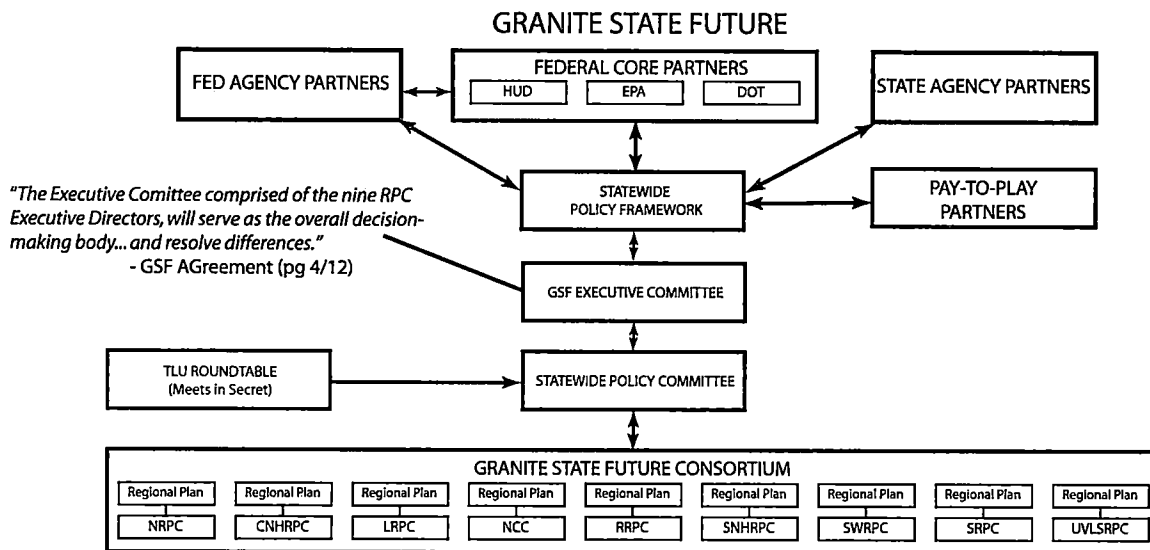 GRANITE STATE FUTURE
FED AGENCY PARTNERS
FEDERAL CORE PARTNERS
HUD
EPA
DOT
STATE AGENCY PARTNERS
"The Executive Comittee comprised of the nine RPC
Executive Directors, will serve as the overall decision-
making body... and resolve differences."
- GSF AGreement (pg 4/12)
STATEWIDE
POLICY FRAMEWORK
PAY-TO-PLAY
PARTNERS
GSF EXECUTIVE COMMITTEE
TLU ROUNDTABLE
(Meets in Secret)
STATEWIDE POLICY COMMITTEE
GRANITE STATE FUTURE CONSORTIUM
Regional Plan
Regional Plan
Regional Plan
Regional Plan
Regional Plan
Regional Plan
Regional Plan
Regional Plan
Regional Plan
NRPC
CNHRPC
LRPC
NCC
RRPC
SNHRPC
SWRPC
SRPC
UVLSRPC